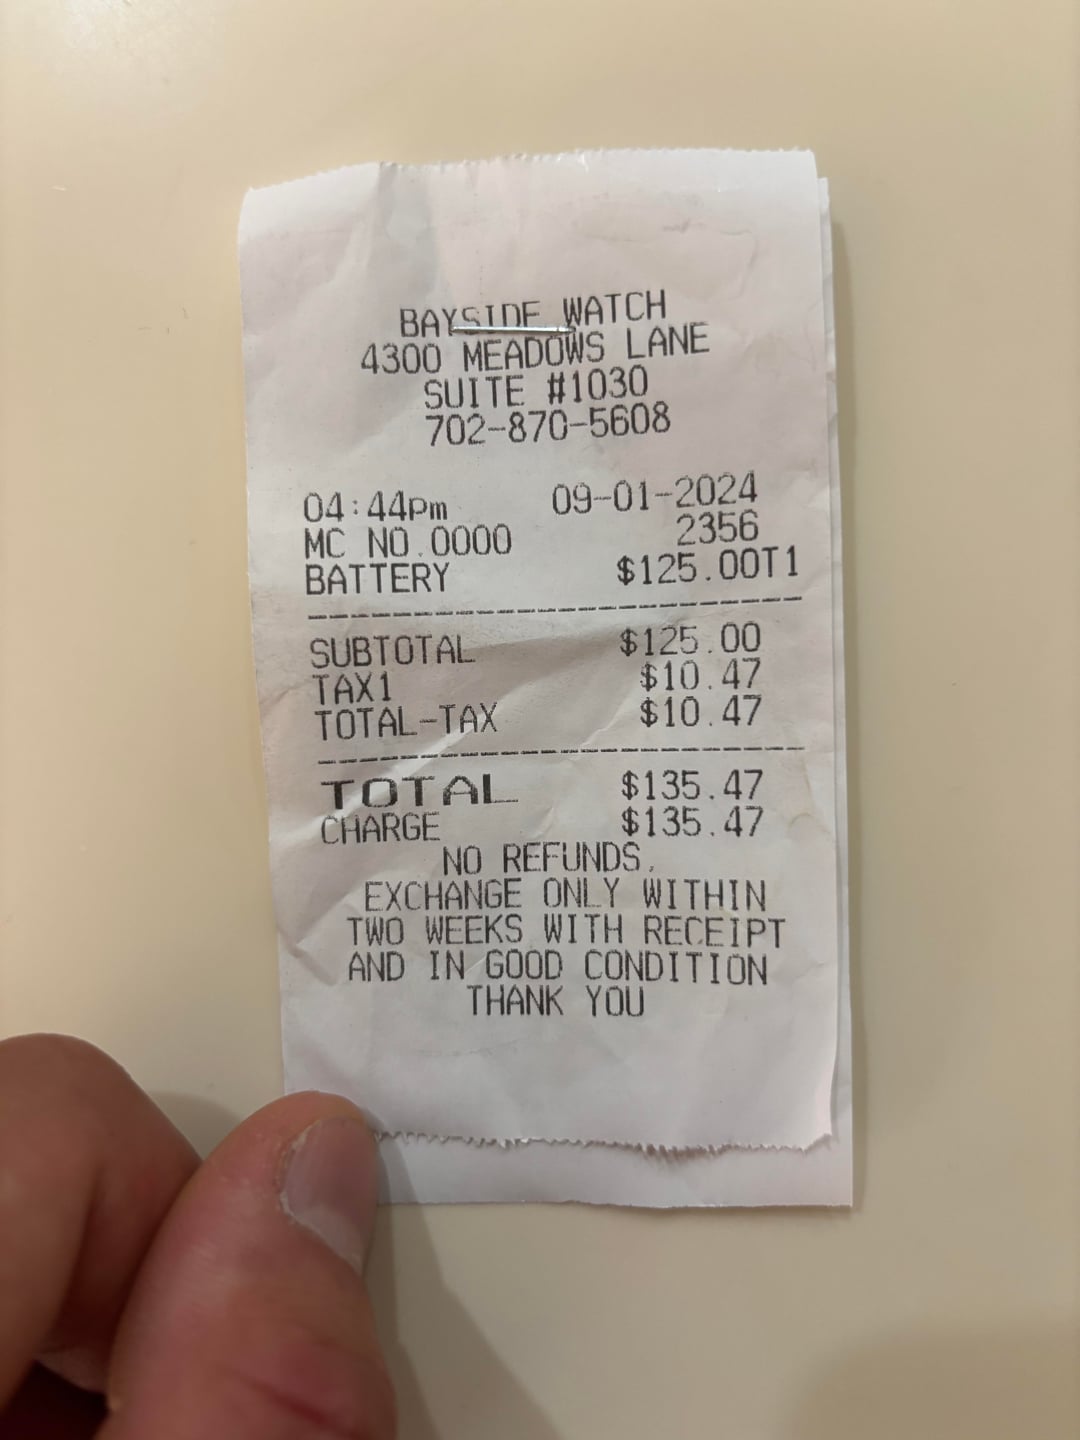 BAYSIDE WATCH
4300 MEADOWS LANE
SUITE #1030
702-870-5608
04:44pm 09-01-2024
MC NO.0000 2356
BATTERY $125.00T1
SUBTOTAL $125.00
TAX1 $10.47
TOTAL-TAX $10.47
TOTAL $135.47
CHARGE $135.47
NO REFUNDS,
EXCHANGE ONLY WITHIN
TWO WEEKS WITH RECEIPT
AND IN GOOD CONDITION
THANK YOU